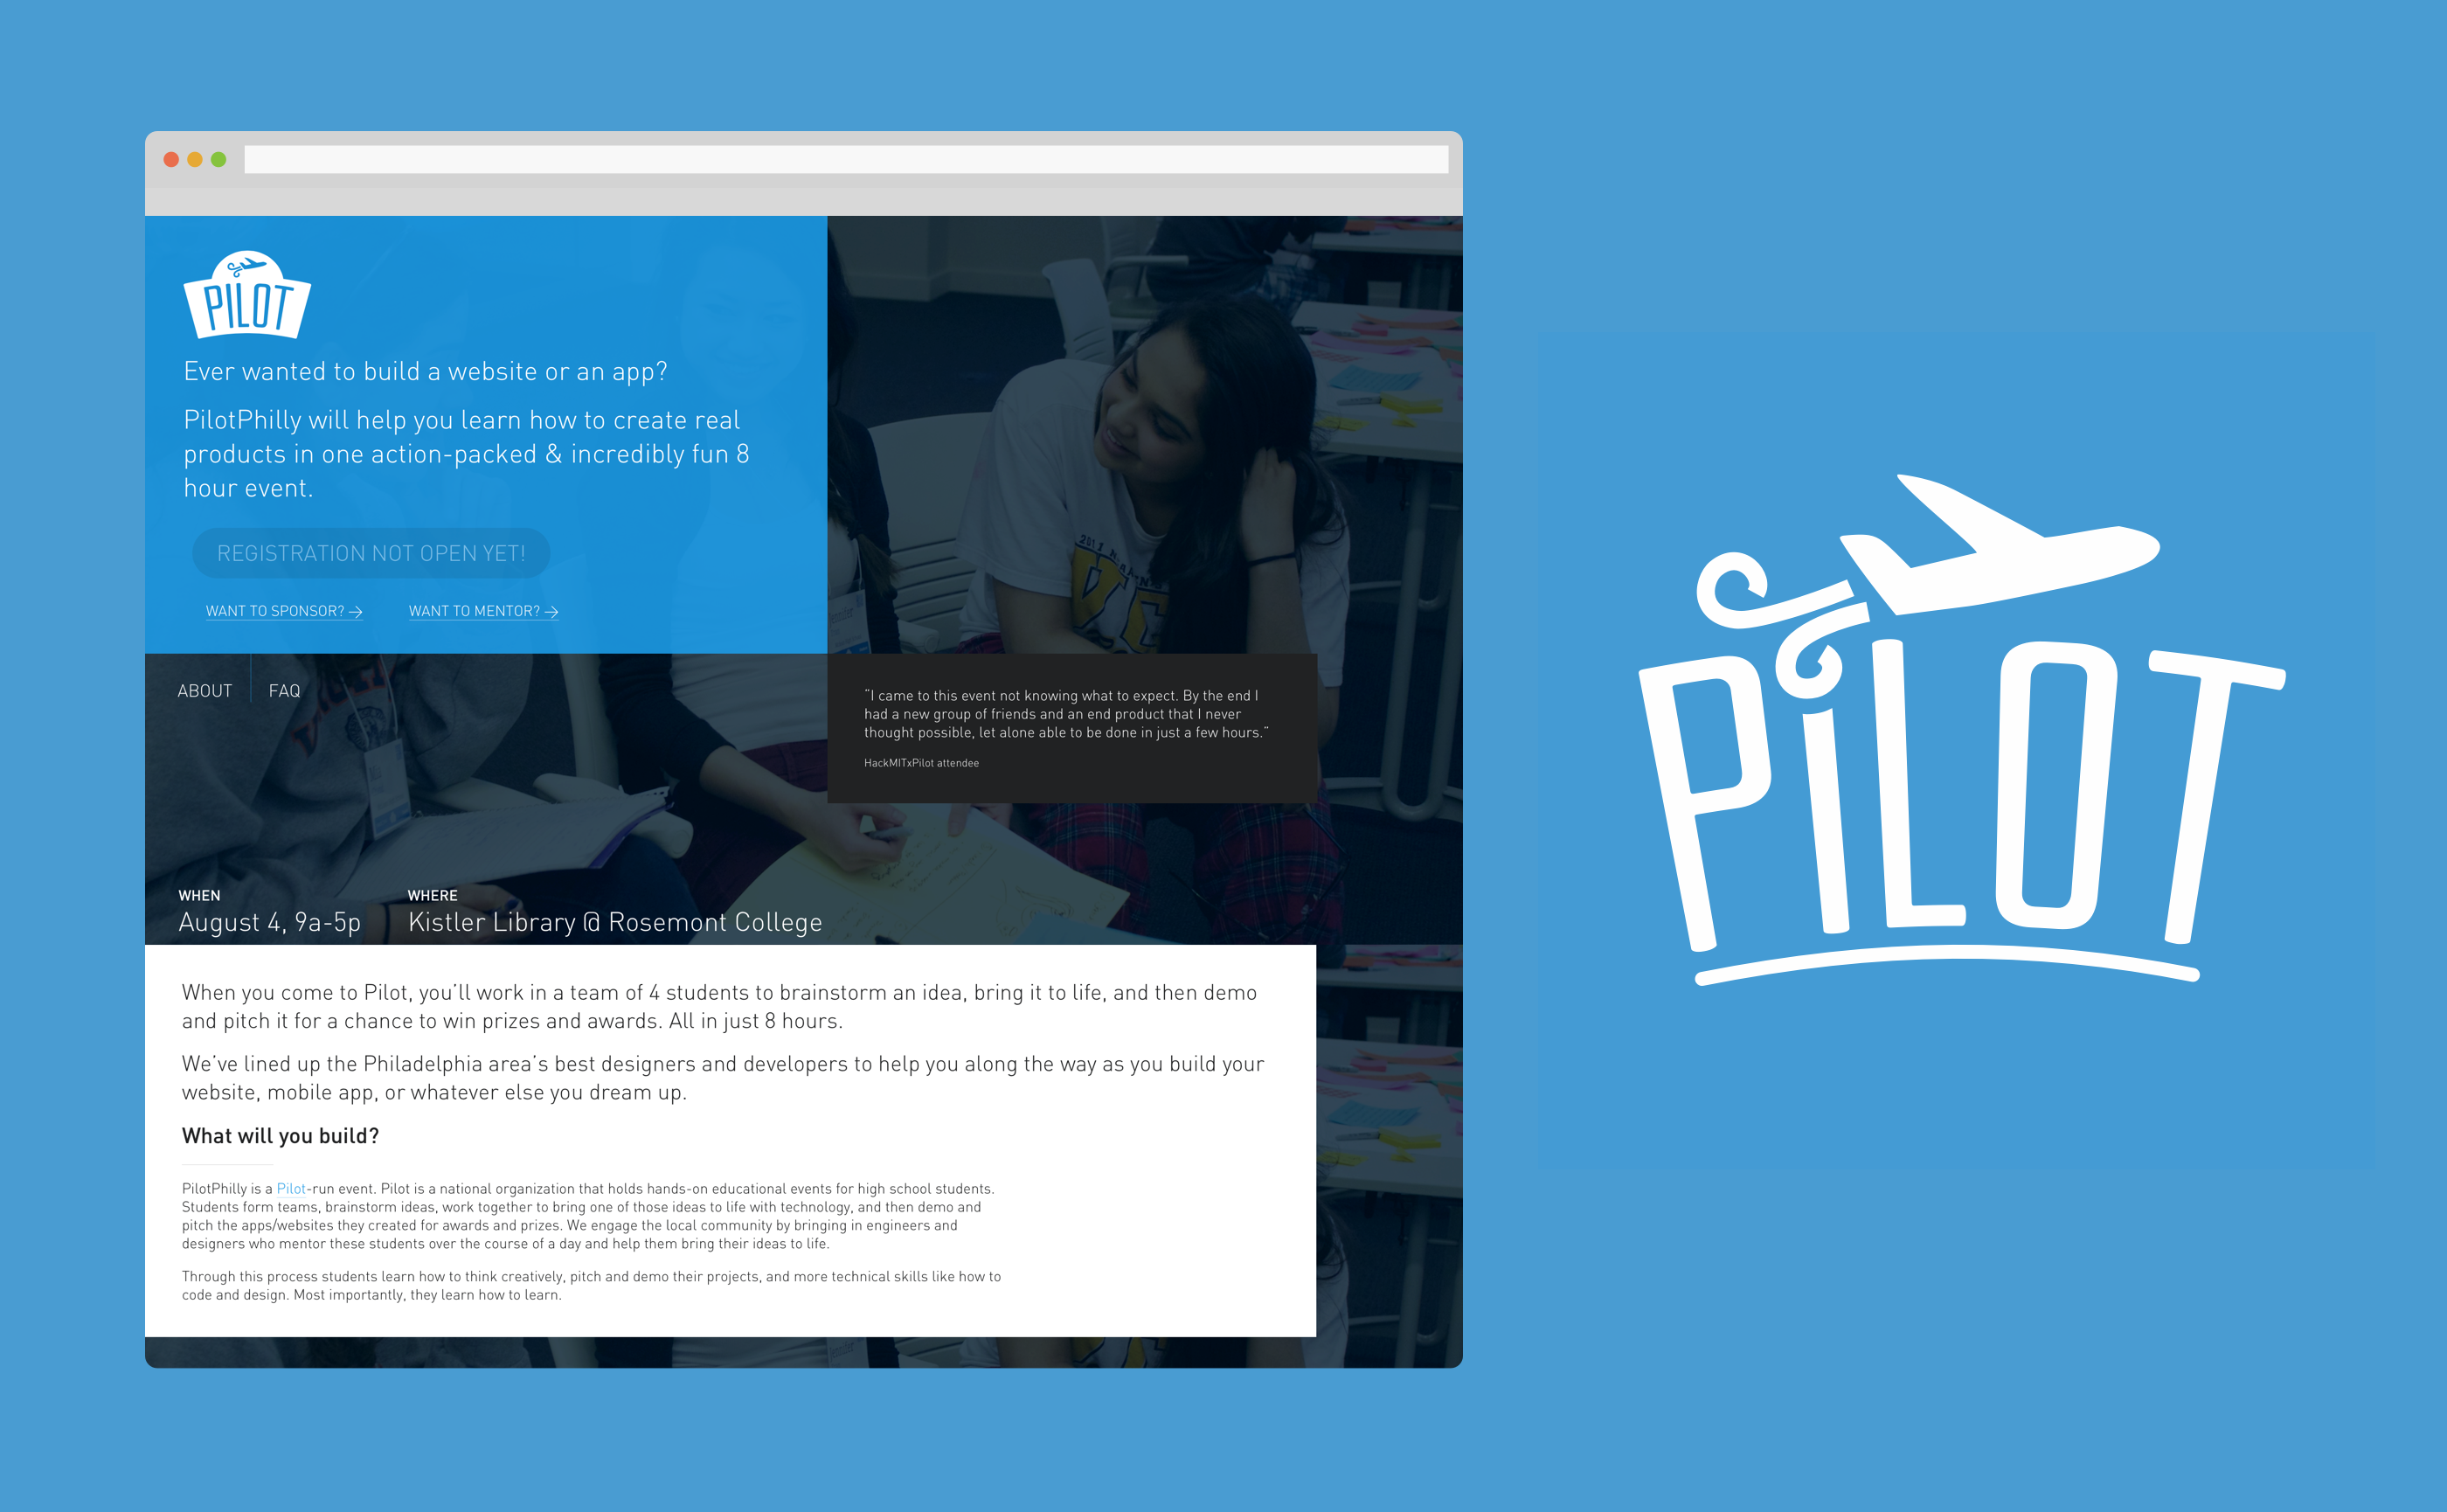 PILOT
Ever wanted to build a website or an app?
PilotPhilly will help you learn how to create real
products in one action-packed & incredibly fun 8
hour event.
REGISTRATION NOT OPEN YET!
WANT TO SPONSOR? →
WANT TO MENTOR? →
ABOUT
FAQ
"I came to this event not knowing what to expect. By the end I
had a new group of friends and an end product that I never
thought possible, let alone able to be done in just a few hours."
HackMITxPilot attendee
WHEN
August 4, 9a-5p
WHERE
Kistler Library @ Rosemont College
When you come to Pilot, you'll work in a team of 4 students to brainstorm an idea, bring it to life, and then demo
and pitch it for a chance to win prizes and awards. All in just 8 hours.
We've lined up the Philadelphia area's best designers and developers to help you along the way as you build your
website, mobile app, or whatever else you dream up.
What will you build?
PilotPhilly is a Pilot-run event. Pilot is a national organization that holds hands-on educational events for high school students.
Students form teams, brainstorm ideas, work together to bring one of those ideas to life with technology, and then demo and
pitch the apps/websites they created for awards and prizes. We engage the local community by bringing in engineers and
designers who mentor these students over the course of a day and help them bring their ideas to life.
Through this process students learn how to think creatively, pitch and demo their projects, and more technical skills like how to
code and design. Most importantly, they learn how to learn.
PiLOT